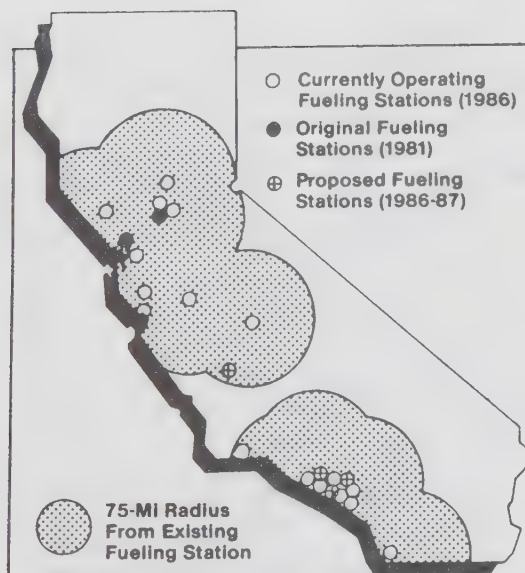 Currently Operating
Fueling Stations (1986)
Original Fueling
Stations (1981)
Proposed Fueling
Stations (1986-87)
75-Mi Radius
From Existing
Fueling Station